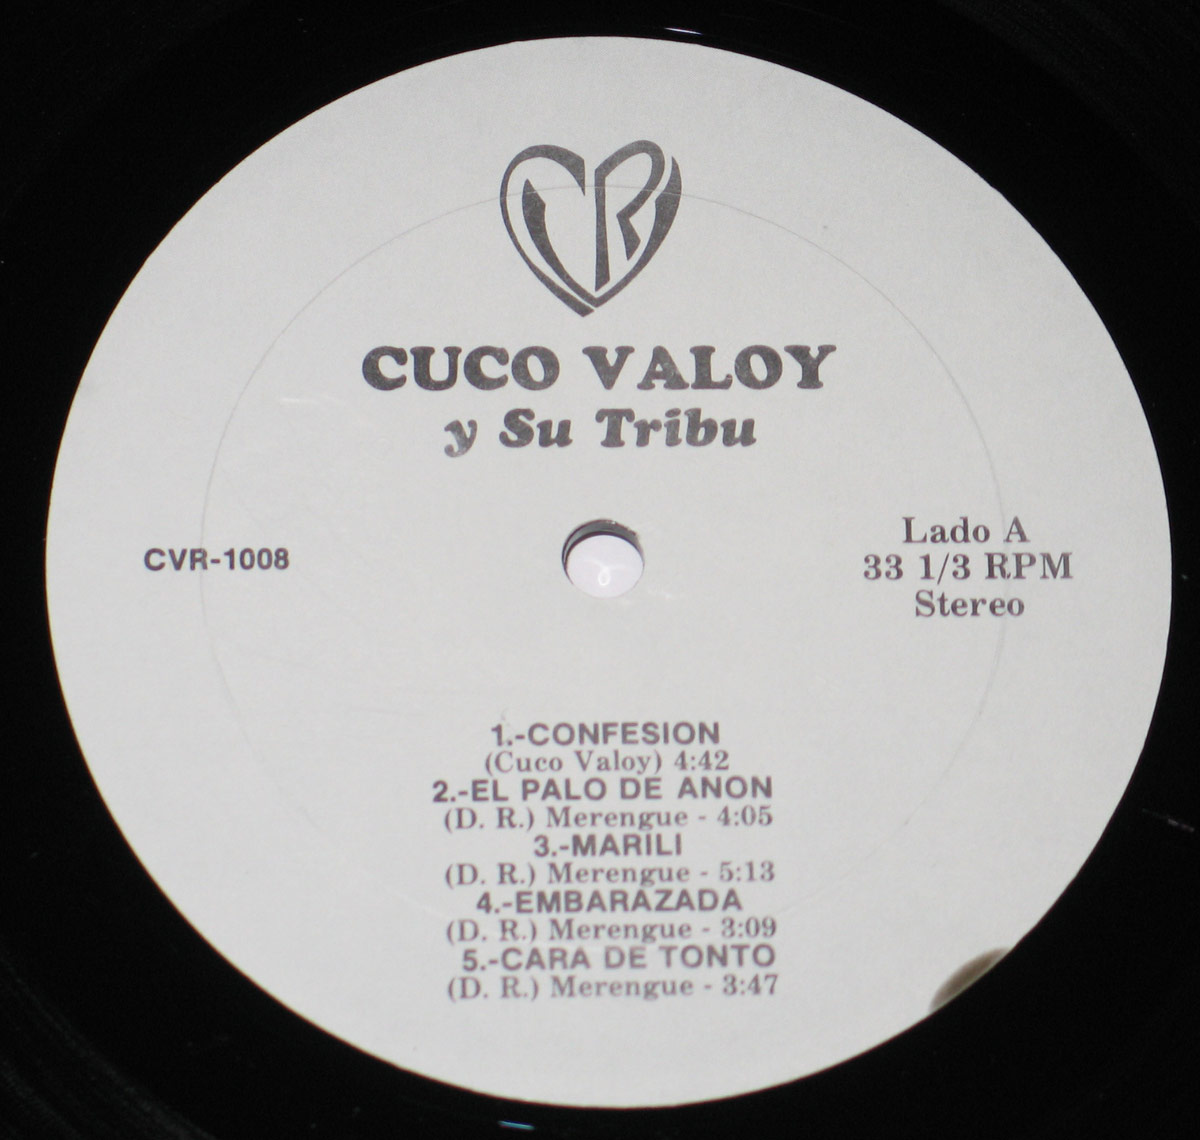 CVR
CUCO VALOY
y Su Tribu
CVR-1008
Lado A
33 1/3 RPM
Stereo
1.-CONFESION
(Cuco Valoy) 4:42
2.-EL PALO DE ANON
(D. R.) Merengue - 4:05
3.-MARILI
(D. R.) Merengue - 5:13
4.-EMBARAZADA
(D. R.) Merengue - 3:09
5.-CARA DE TONTO
(D. R.) Merengue - 3:47